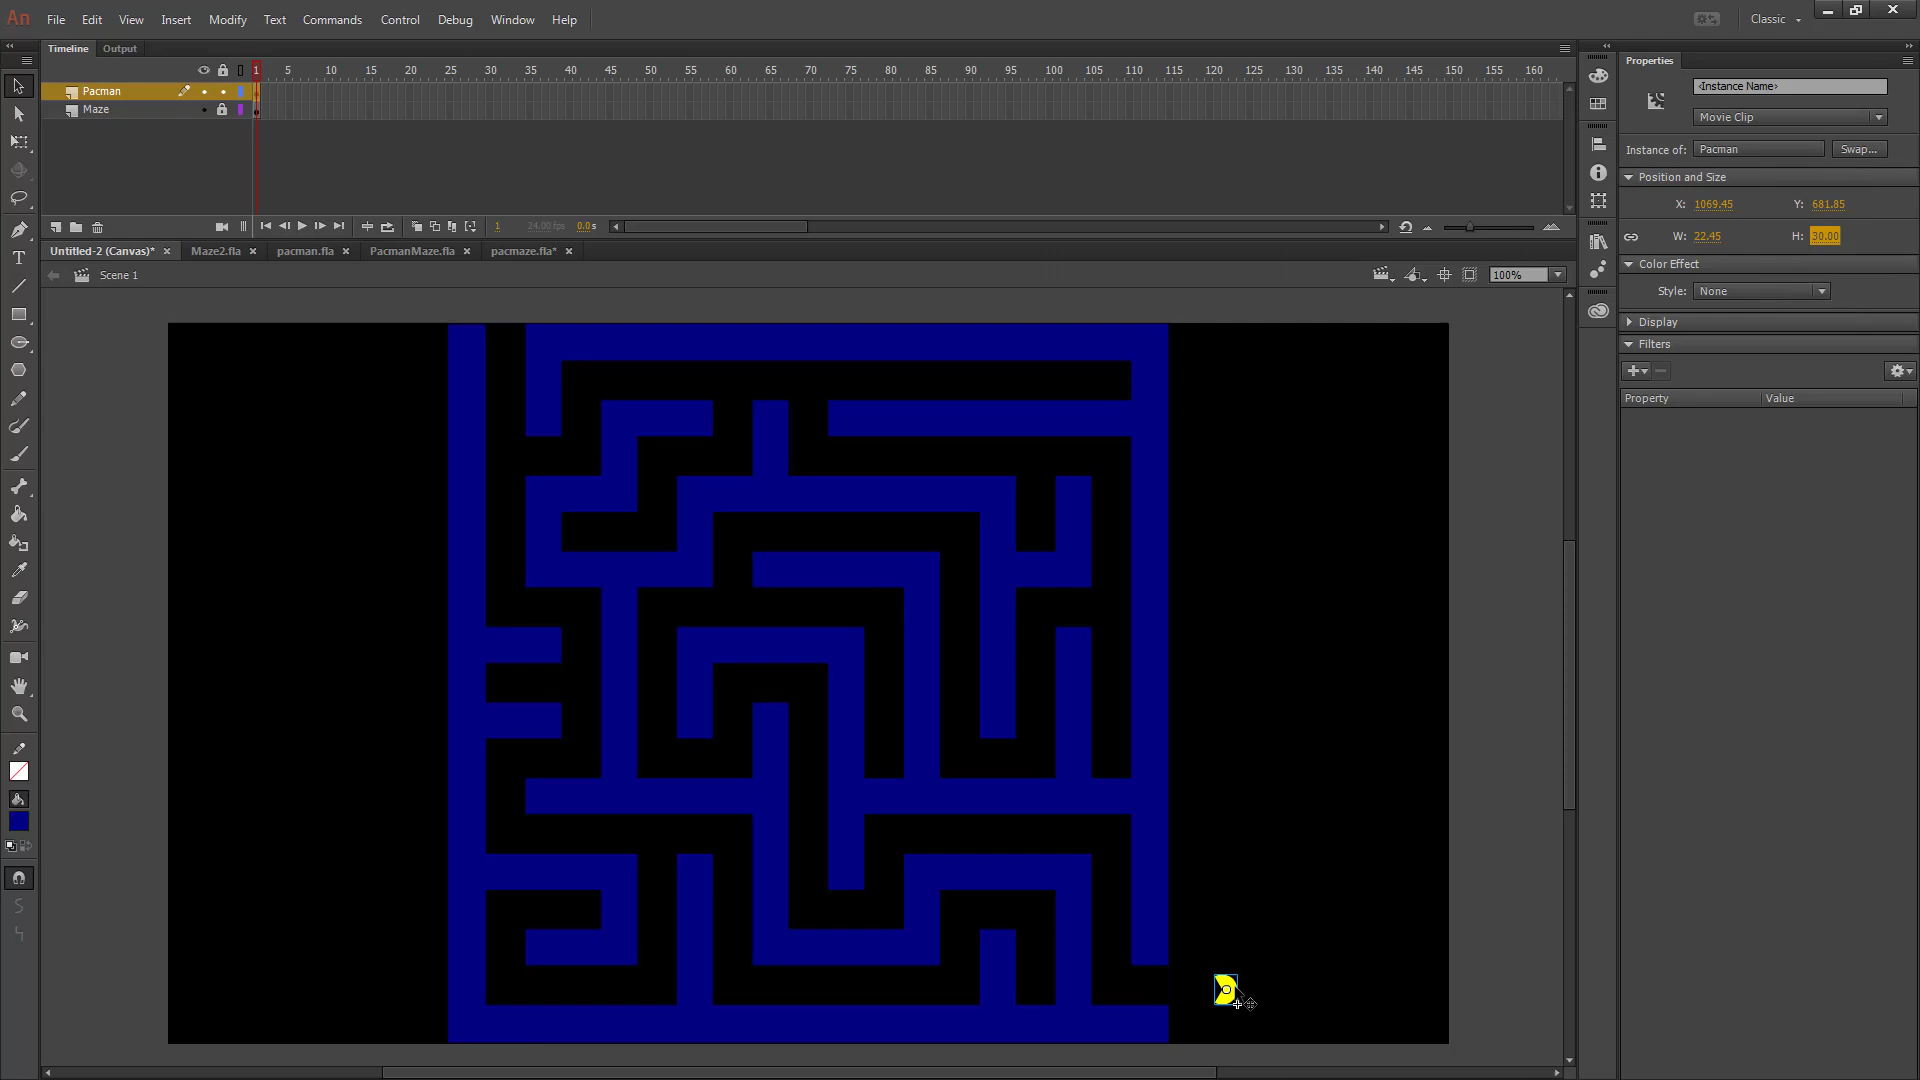 An File Edit View Insert Modify Text Commands Control Debug Window Help Classic
Timeline Output
1 5 10 15 20 25 30 35 40 45 50 55 60 65 70 75 80 85 90 95 100 105 110 115 120 125 130 135 140 145 150 155 160
Pacman
Maze
1 24.00 fps 0.0 s
Untitled-2 (Canvas)* Maze2.fla pacman.fla PacmanMaze.fla pacmaze.fla*
Scene 1 100%
Properties
<Instance Name>
Movie Clip
Instance of: Pacman Swap...
Position and Size
X: 1069.45 Y: 681.85
W: 22.45 H: 30.00
Color Effect
Style: None
Display
Filters
Property Value